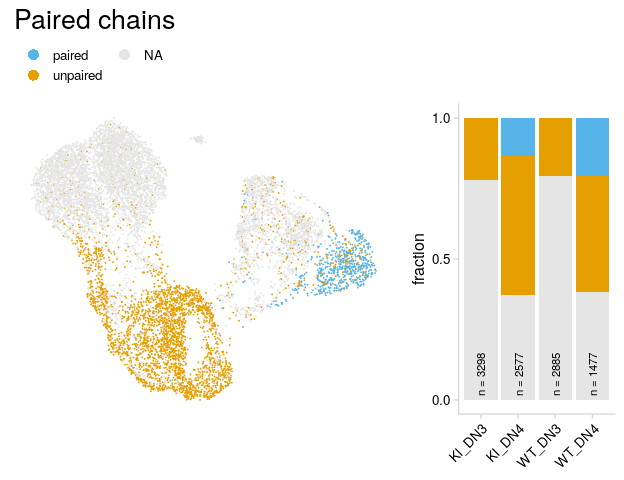 Paired chains
paired
NA
unpaired
1.0
0.5
0.0
fraction
n = 3298
n = 2577
n = 2885
n = 1477
KI_DN3
KI_DN4
WT_DN3
WT_DN4